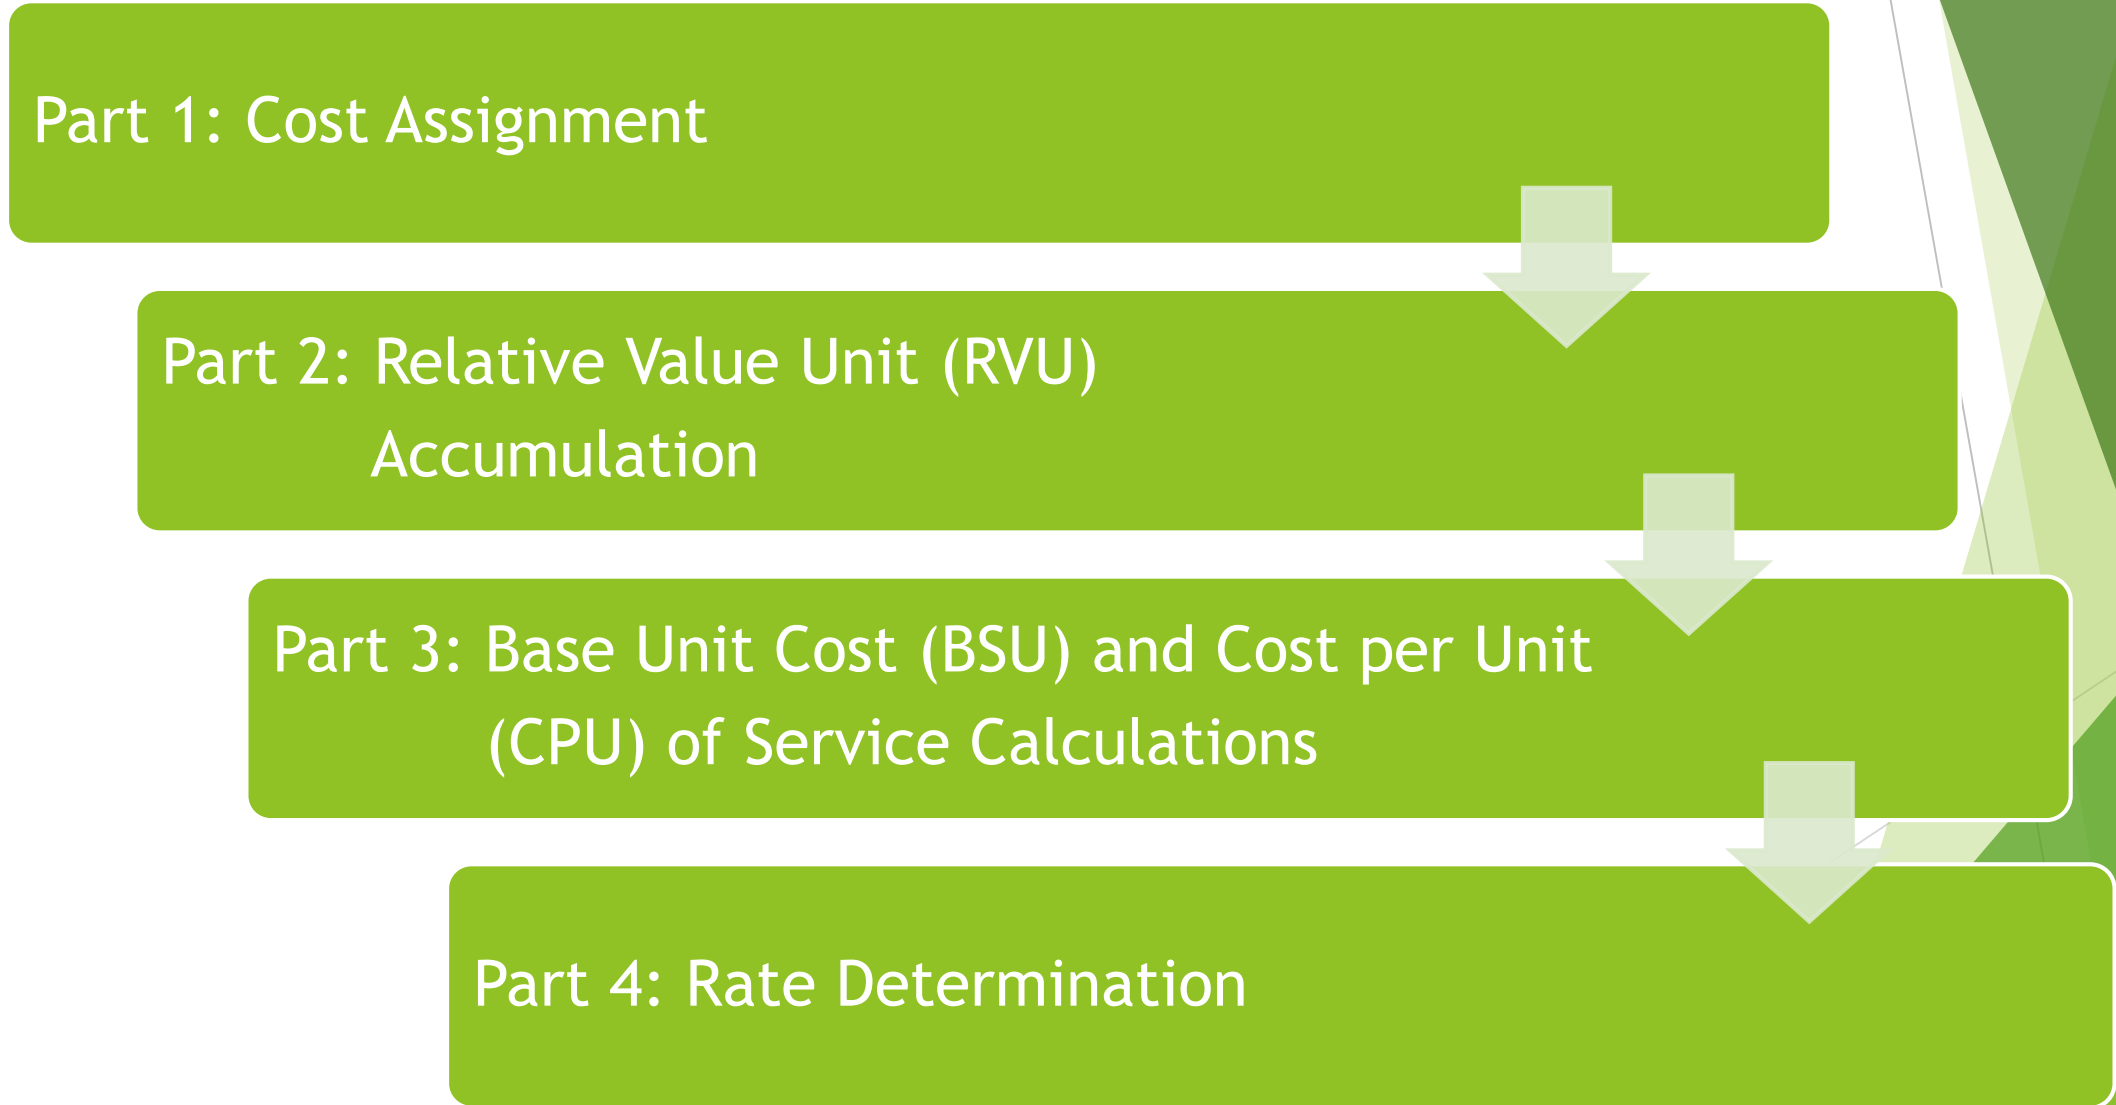 Part 1: Cost Assignment
Part 2: Relative Value Unit (RVU)
Accumulation
Part 3: Base Unit Cost (BSU) and Cost per Unit
(CPU) of Service Calculations
Part 4: Rate Determination